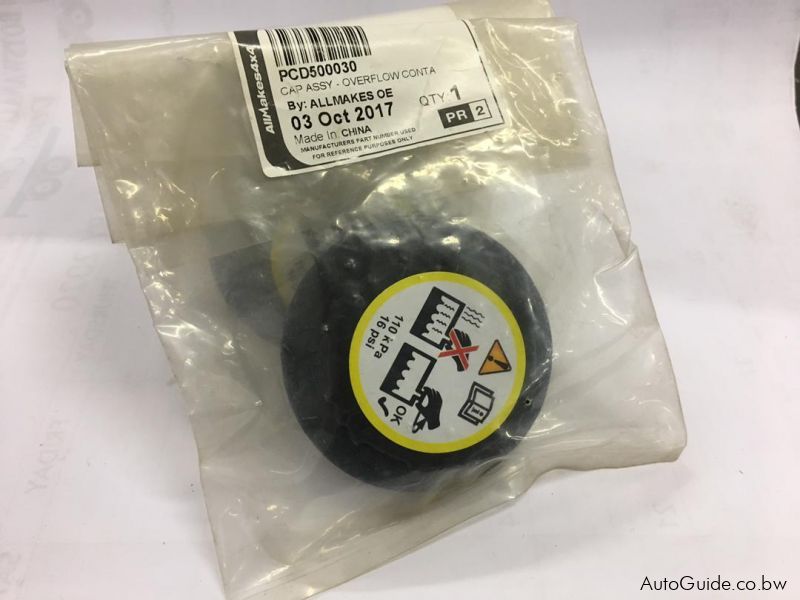 AllMakes4x4
PCD500030
CAP ASSY - OVERFLOW CONTA
By: ALLMAKES OE
03 Oct 2017
QTY 1
Made In: CHINA
PR 2
MANUFACTURERS PART NUMBER USED
FOR REFERENCE PURPOSES ONLY
110 kPa
16 psi
OK
FRIDAY
AutoGuide.co.bw